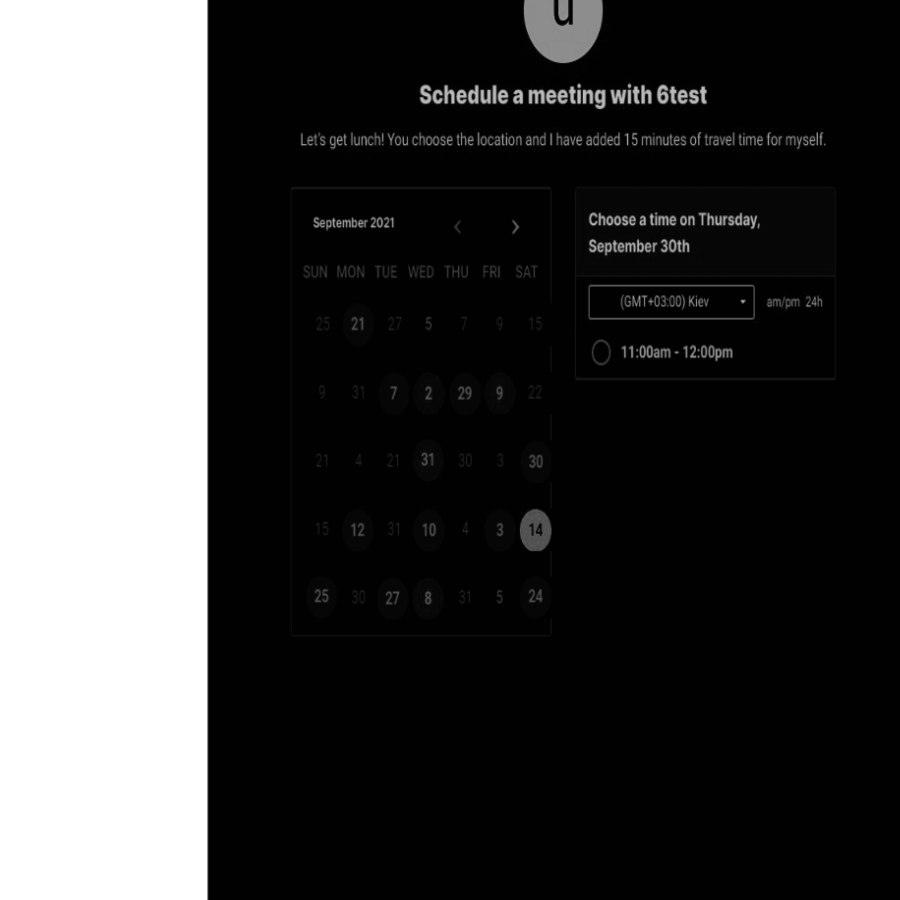 u
Schedule a meeting with 6test
Let's get lunch! You choose the location and I have added 15 minutes of travel time for myself.
September 2021
SUN MON TUE WED THU FRI SAT
25 21 27 5 7 9 15
9 31 7 2 29 9 22
21 4 21 31 30 3 30
15 12 31 10 4 3 14
25 30 27 8 31 5 24
Choose a time on Thursday,
September 30th
(GMT+03:00) Kiev am/pm 24h
11:00am - 12:00pm